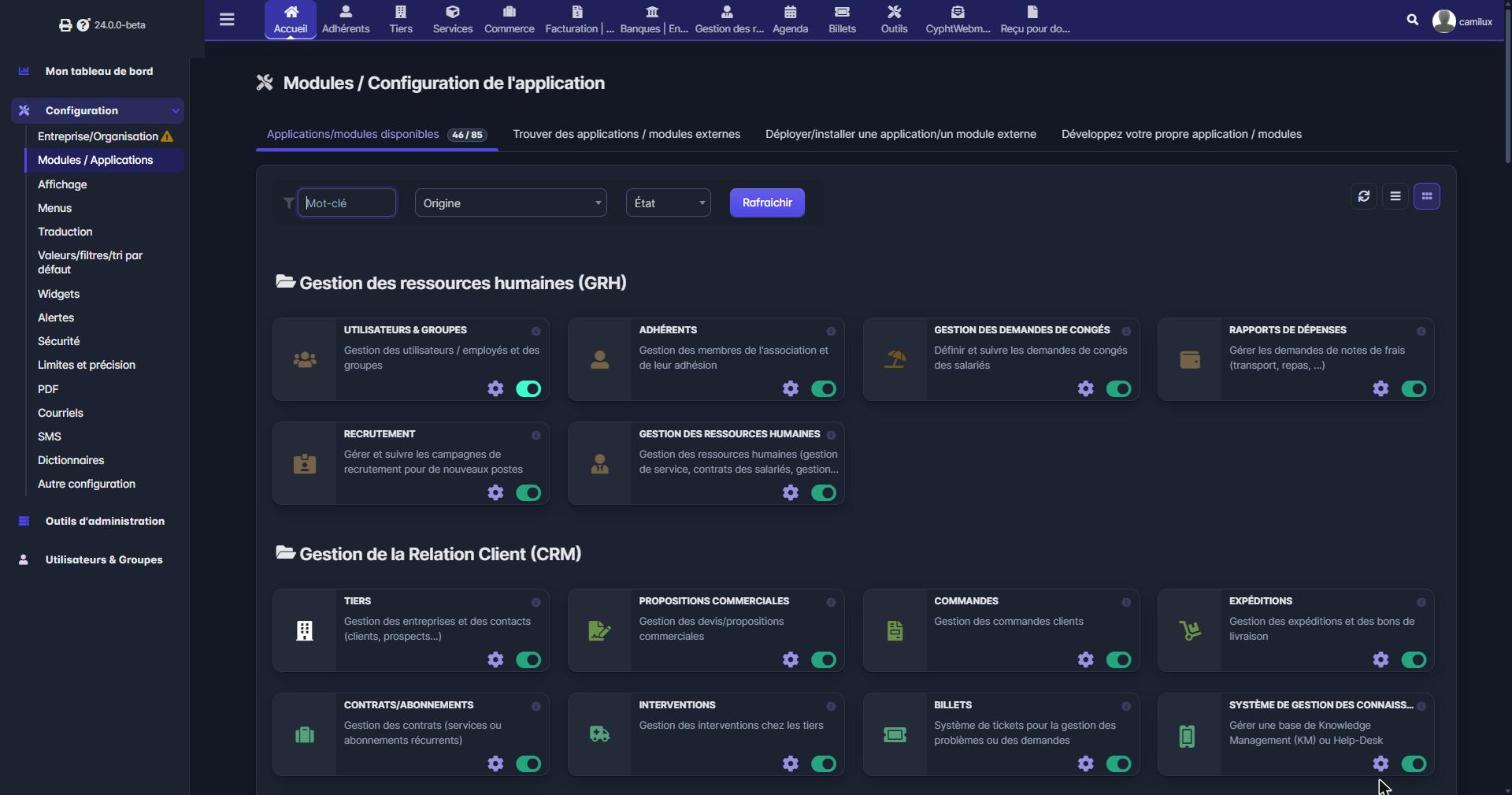 24.0.0-beta
Accueil
Adhérents
Tiers
Services
Commerce
Facturation | ...
Banques | En...
Gestion des r...
Agenda
Billets
Outils
CyphtWebm...
Reçu pour do...
camilux
Mon tableau de bord
Configuration
Entreprise/Organisation
Modules / Applications
Affichage
Menus
Traduction
Valeurs/filtres/tri par
défaut
Widgets
Alertes
Sécurité
Limites et précision
PDF
Courriels
SMS
Dictionnaires
Autre configuration
Outils d'administration
Utilisateurs & Groupes
Modules / Configuration de l'application
Applications/modules disponibles 46 / 85
Trouver des applications / modules externes
Déployer/installer une application/un module externe
Développez votre propre application / modules
Mot-clé
Origine
État
Rafraichir
Gestion des ressources humaines (GRH)
UTILISATEURS & GROUPES
Gestion des utilisateurs / employés et des
groupes
ADHÉRENTS
Gestion des membres de l'association et
de leur adhésion
GESTION DES DEMANDES DE CONGÉS
Définir et suivre les demandes de congés
des salariés
RAPPORTS DE DÉPENSES
Gérer les demandes de notes de frais
(transport, repas, ...)
RECRUTEMENT
Gérer et suivre les campagnes de
recrutement pour de nouveaux postes
GESTION DES RESSOURCES HUMAINES
Gestion des ressources humaines (gestion
de service, contrats des salariés, gestion...
Gestion de la Relation Client (CRM)
TIERS
Gestion des entreprises et des contacts
(clients, prospects...)
PROPOSITIONS COMMERCIALES
Gestion des devis/propositions
commerciales
COMMANDES
Gestion des commandes clients
EXPÉDITIONS
Gestion des expéditions et des bons de
livraison
CONTRATS/ABONNEMENTS
Gestion des contrats (services ou
abonnements récurrents)
INTERVENTIONS
Gestion des interventions chez les tiers
BILLETS
Système de tickets pour la gestion des
problèmes ou des demandes
SYSTÈME DE GESTION DES CONNAISS...
Gérer une base de Knowledge
Management (KM) ou Help-Desk